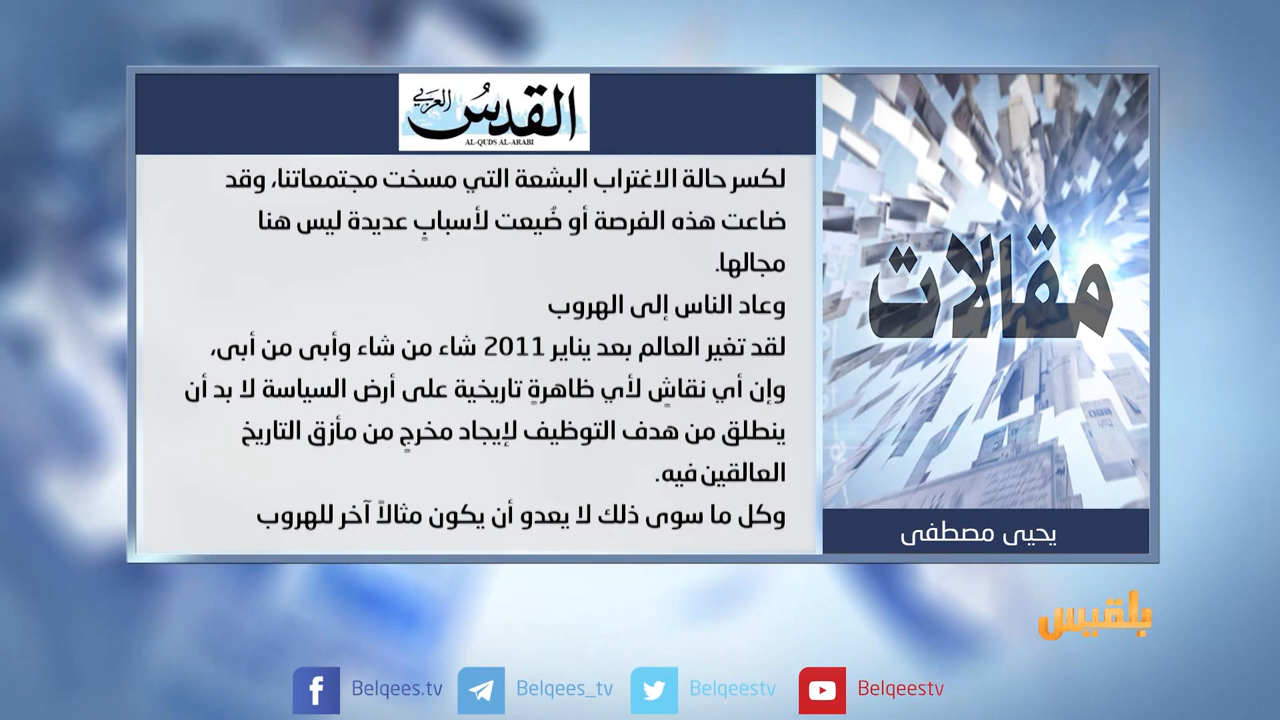 القدس العربي
AL-QUDS AL-ARABI
لكسر حالة الاغتراب البشعة التي مسخت مجتمعاتنا، وقد
ضاعت هذه الفرصة أو ضُيعت لأسبابٍ عديدة ليس هنا
مجالها.
وعاد الناس إلى الهروب
لقد تغير العالم بعد يناير 2011 شاء من شاء وأبى من أبى،
وإن أي نقاشٍ لأي ظاهرةٍ تاريخية على أرض السياسة لا بد أن
ينطلق من هدف التوظيف لإيجاد مخرجٍ من مأزق التاريخ
العالقين فيه.
وكل ما سوى ذلك لا يعدو أن يكون مثالاً آخر للهروب
مقالات
يحيى مصطفى
بلقيس
Belqees.tv
Belqees_tv
Belqeestv
Belqeestv